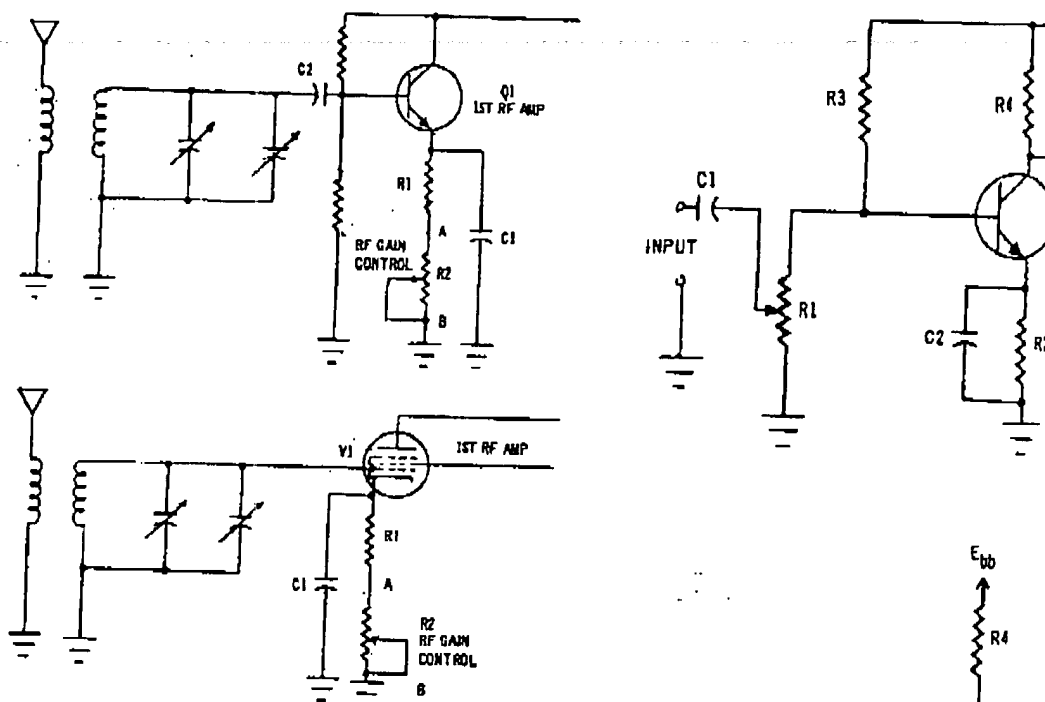 C2
Q1
1ST RF AMP
R1
A
RF GAIN
CONTROL
R2
B
C1
V1
1ST RF AMP
R1
C1
A
R2
RF GAIN
CONTROL
B
R3
R4
C1
INPUT
R1
C2
Ebb
R4